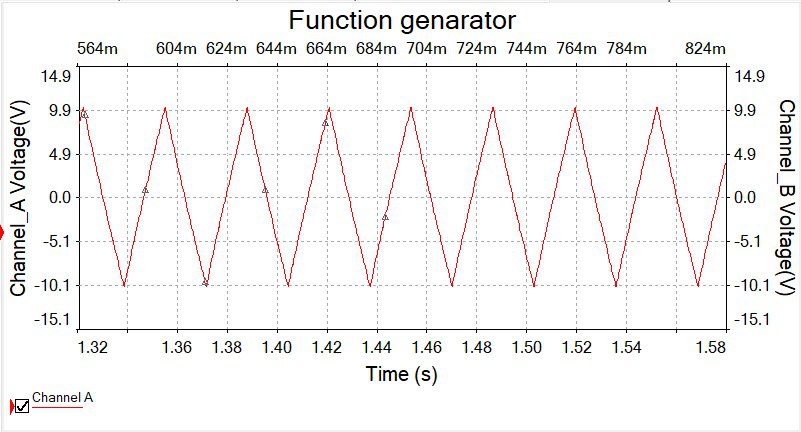 Function genarator
564m 604m 624m 644m 664m 684m 704m 724m 744m 764m 784m 824m
14.9 14.9
9.9 9.9
4.9 4.9
0.0 0.0
-5.1 -5.1
-10.1 -10.1
-15.1 -15.1
Channel_A Voltage(V)
Channel_B Voltage(V)
1.32 1.36 1.38 1.40 1.42 1.44 1.46 1.48 1.50 1.52 1.54 1.58
Time (s)
Channel A